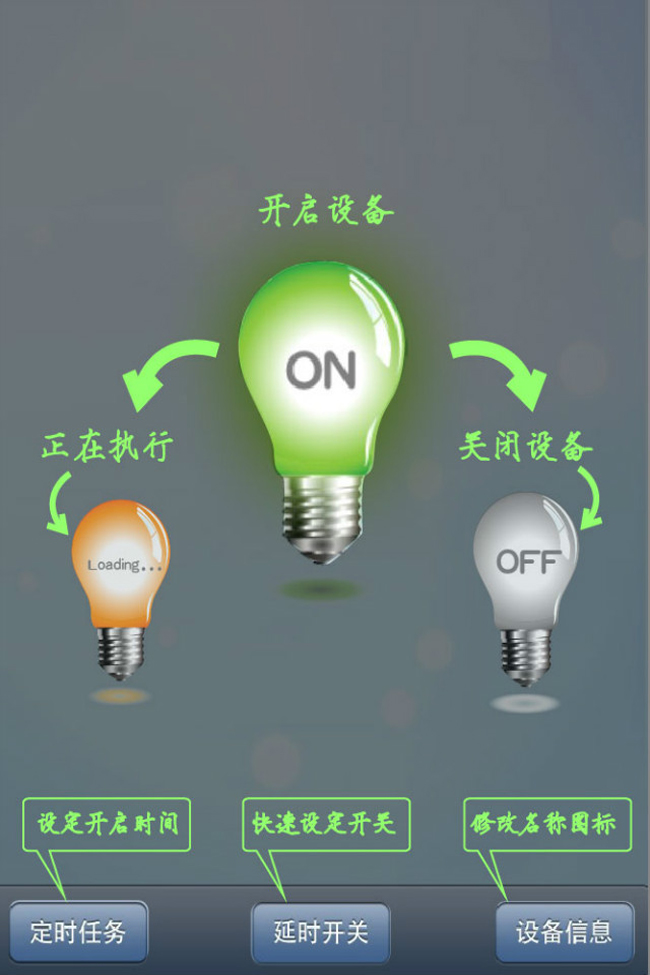 开启设备
ON
正在执行
关闭设备
Loading...
OFF
设定开启时间
快速设定开关
修改名称图标
定时任务
延时开关
设备信息